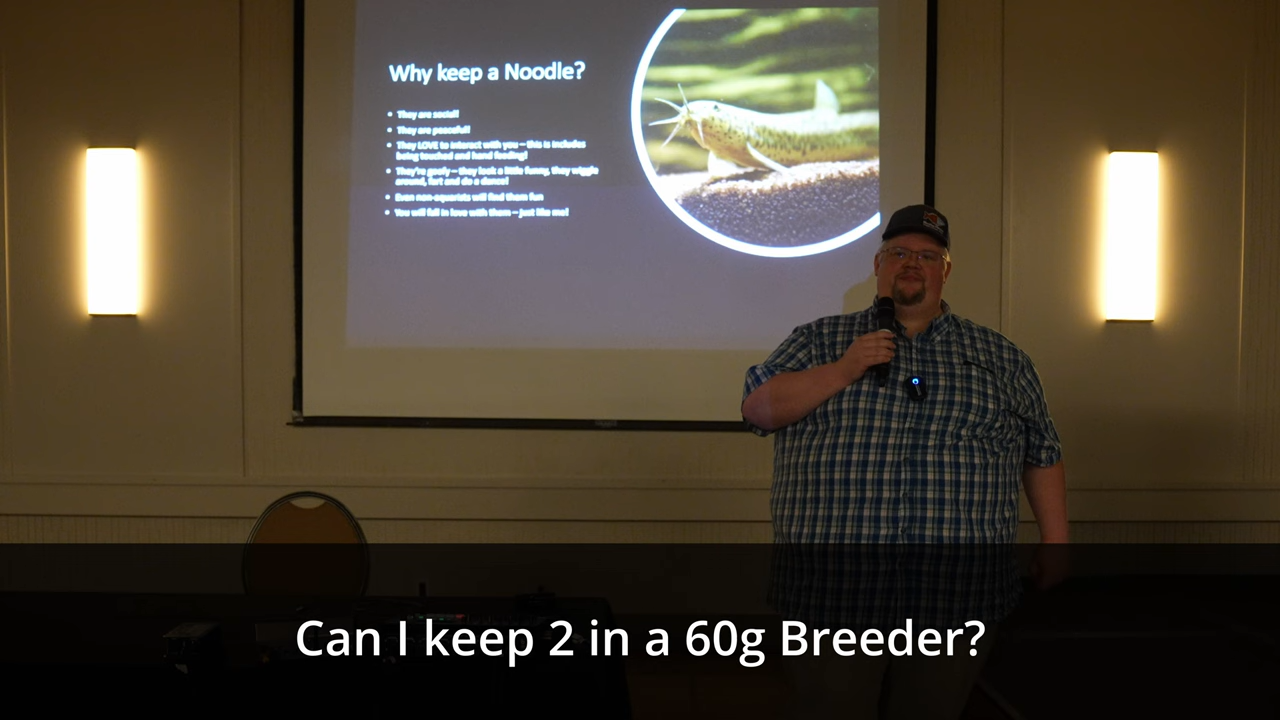 Why keep a Noodle?
• They are social!
• They are peaceful!
• They LOVE to interact with you – this is includes
being touched and hand feeding!
• They're goofy – they look a little funny, they wiggle
around, fart and do a dance!
• Even non-aquarists will find them fun
• You will fall in love with them – just like me!
Can I keep 2 in a 60g Breeder?